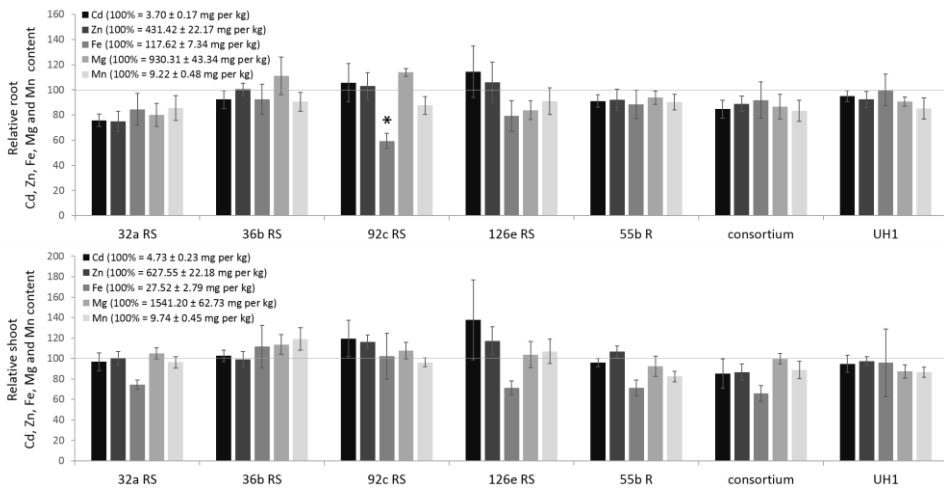 Relative root
Cd, Zn, Fe, Mg and Mn content
160
140
120
100
80
60
40
20
0
Cd (100% = 3.70 ± 0.17 mg per kg)
Zn (100% = 431.42 ± 22.17 mg per kg)
Fe (100% = 117.62 ± 7.34 mg per kg)
Mg (100% = 930.31 ± 43.34 mg per kg)
Mn (100% = 9.22 ± 0.48 mg per kg)
*
32a RS 36b RS 92c RS 126e RS 55b R consortium UH1
Relative shoot
Cd, Zn, Fe, Mg and Mn content
200
180
160
140
120
100
80
60
40
20
0
Cd (100% = 4.73 ± 0.23 mg per kg)
Zn (100% = 627.55 ± 22.18 mg per kg)
Fe (100% = 27.52 ± 2.79 mg per kg)
Mg (100% = 1541.20 ± 62.73 mg per kg)
Mn (100% = 9.74 ± 0.45 mg per kg)
32a RS 36b RS 92c RS 126e RS 55b R consortium UH1